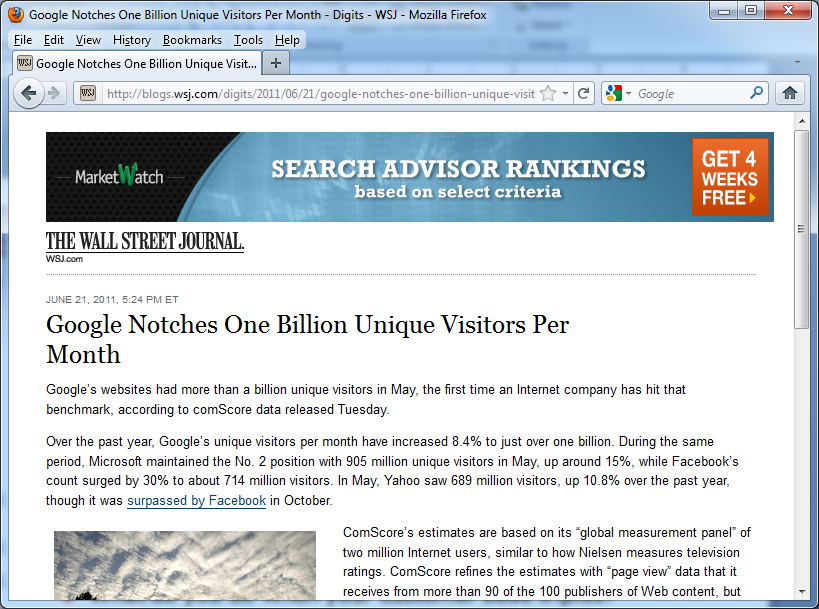 Google Notches One Billion Unique Visitors Per Month - Digits - WSJ - Mozilla Firefox
File Edit View History Bookmarks Tools Help
WSJ Google Notches One Billion Unique Visit... +
WSJ http://blogs.wsj.com/digits/2011/06/21/google-notches-one-billion-unique-visit Google
MarketWatch
SEARCH ADVISOR RANKINGS
based on select criteria
GET 4
WEEKS
FREE
THE WALL STREET JOURNAL.
WSJ.com
JUNE 21, 2011, 5:24 PM ET
Google Notches One Billion Unique Visitors Per
Month
Google’s websites had more than a billion unique visitors in May, the first time an Internet company has hit that
benchmark, according to comScore data released Tuesday.
Over the past year, Google’s unique visitors per month have increased 8.4% to just over one billion. During the same
period, Microsoft maintained the No. 2 position with 905 million unique visitors in May, up around 15%, while Facebook’s
count surged by 30% to about 714 million visitors. In May, Yahoo saw 689 million visitors, up 10.8% over the past year,
though it was surpassed by Facebook in October.
ComScore’s estimates are based on its “global measurement panel” of
two million Internet users, similar to how Nielsen measures television
ratings. ComScore refines the estimates with “page view” data that it
receives from more than 90 of the 100 publishers of Web content, but